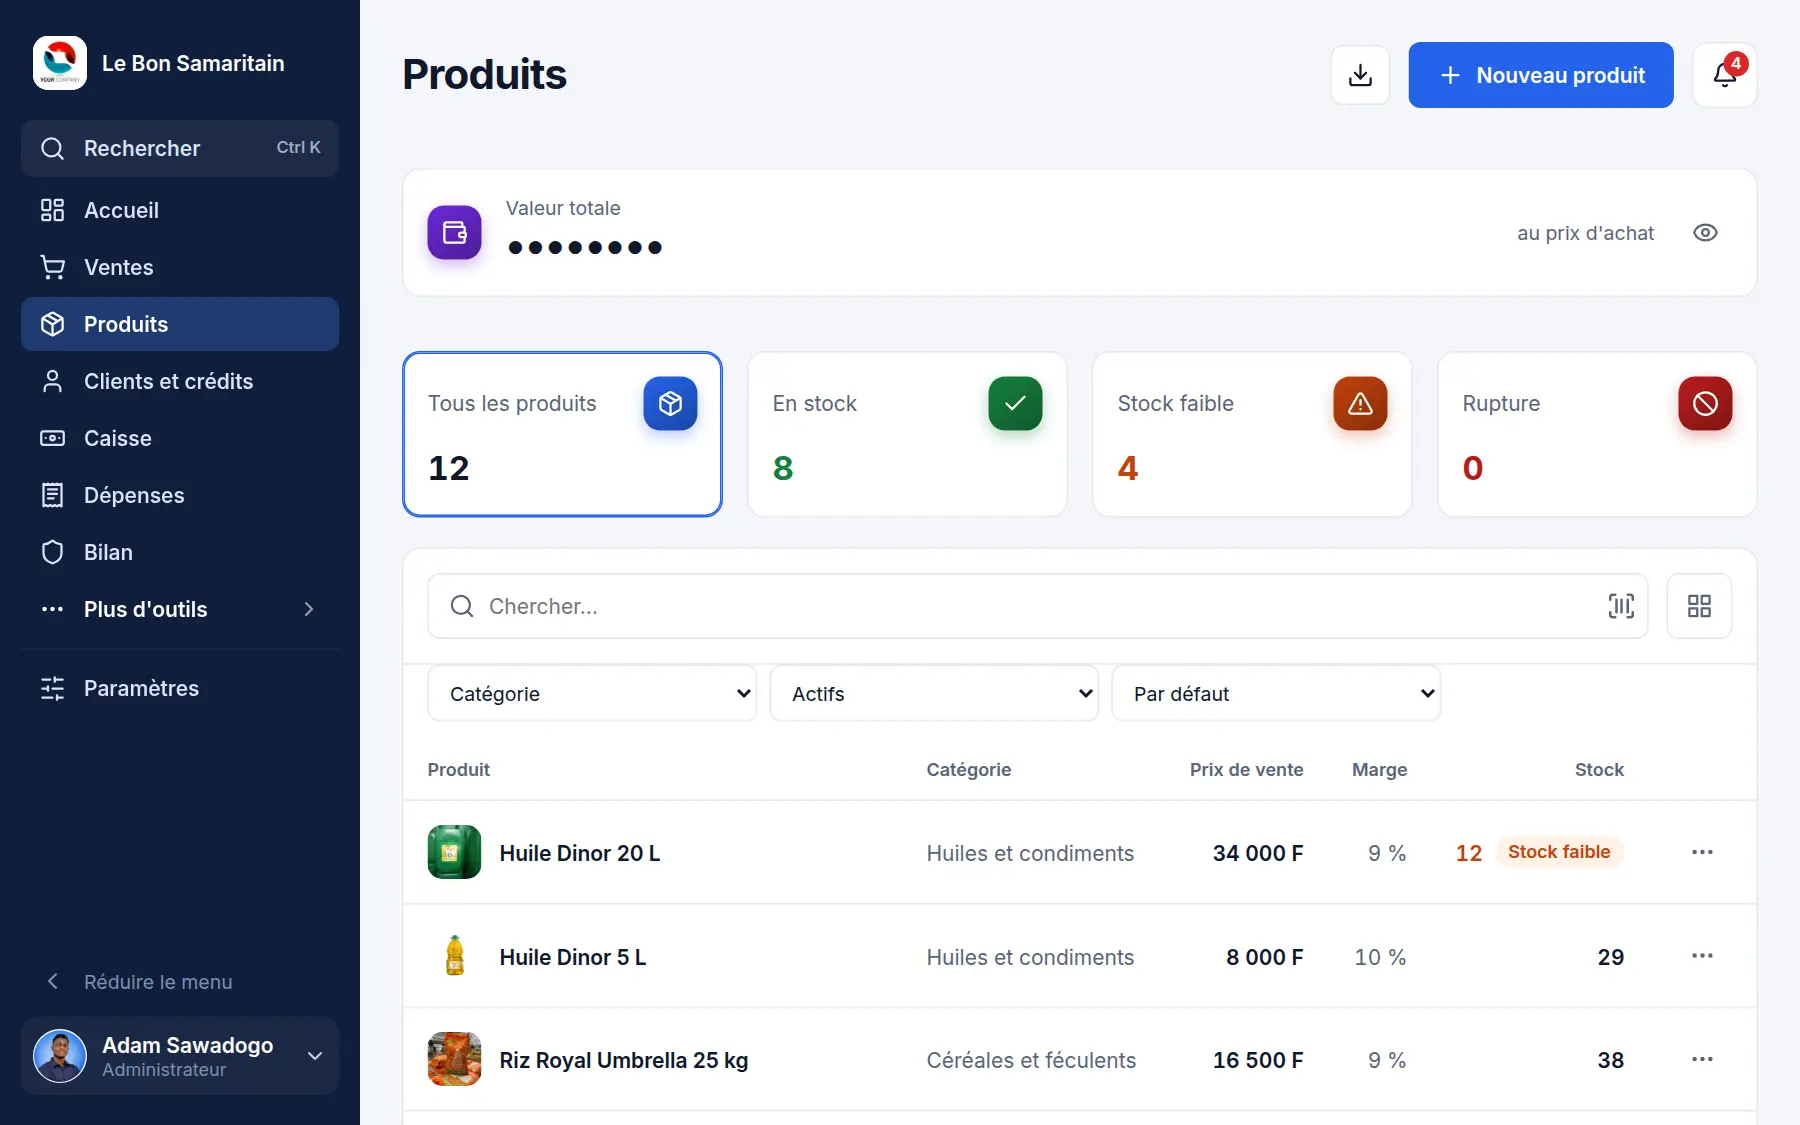 YOUR COMPANY
Le Bon Samaritain
Rechercher Ctrl K
Accueil
Ventes
Produits
Clients et crédits
Caisse
Dépenses
Bilan
Plus d'outils
Paramètres
Réduire le menu
Adam Sawadogo
Administrateur
Produits
Nouveau produit
4
Valeur totale
●●●●●●●●
au prix d'achat
Tous les produits
12
En stock
8
Stock faible
4
Rupture
0
Chercher...
Catégorie
Actifs
Par défaut
Produit Catégorie Prix de vente Marge Stock
Huile Dinor 20 L Huiles et condiments 34 000 F 9 % 12 Stock faible
Huile Dinor 5 L Huiles et condiments 8 000 F 10 % 29
Riz Royal Umbrella 25 kg Céréales et féculents 16 500 F 9 % 38